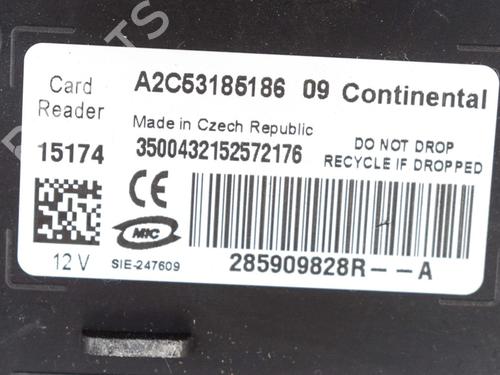 Card Reader
A2C53185186 09 Continental
Made in Czech Republic
15174
3500432152572176
DO NOT DROP
RECYCLE IF DROPPED
CE
MIC
12 V
SIE-247609
285909828R--A